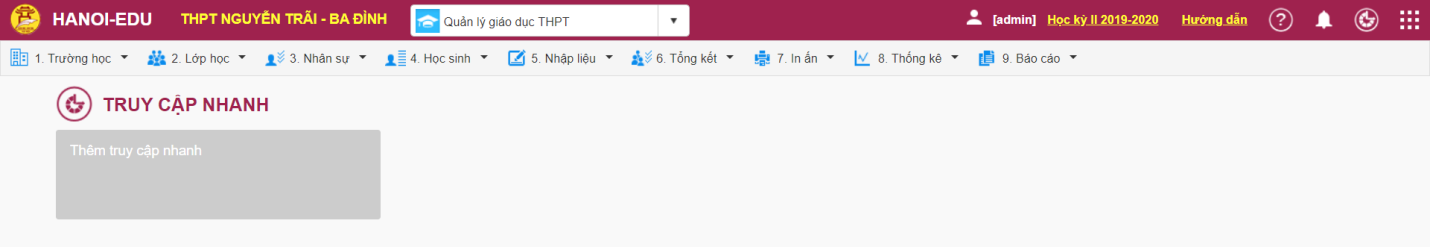 HANOI-EDU THPT NGUYỄN TRÃI - BA ĐÌNH Quản lý giáo dục THPT [admin] Học kỳ II 2019-2020 Hướng dẫn
1. Trường học 2. Lớp học 3. Nhân sự 4. Học sinh 5. Nhập liệu 6. Tổng kết 7. In ấn 8. Thống kê 9. Báo cáo
TRUY CẬP NHANH
Thêm truy cập nhanh